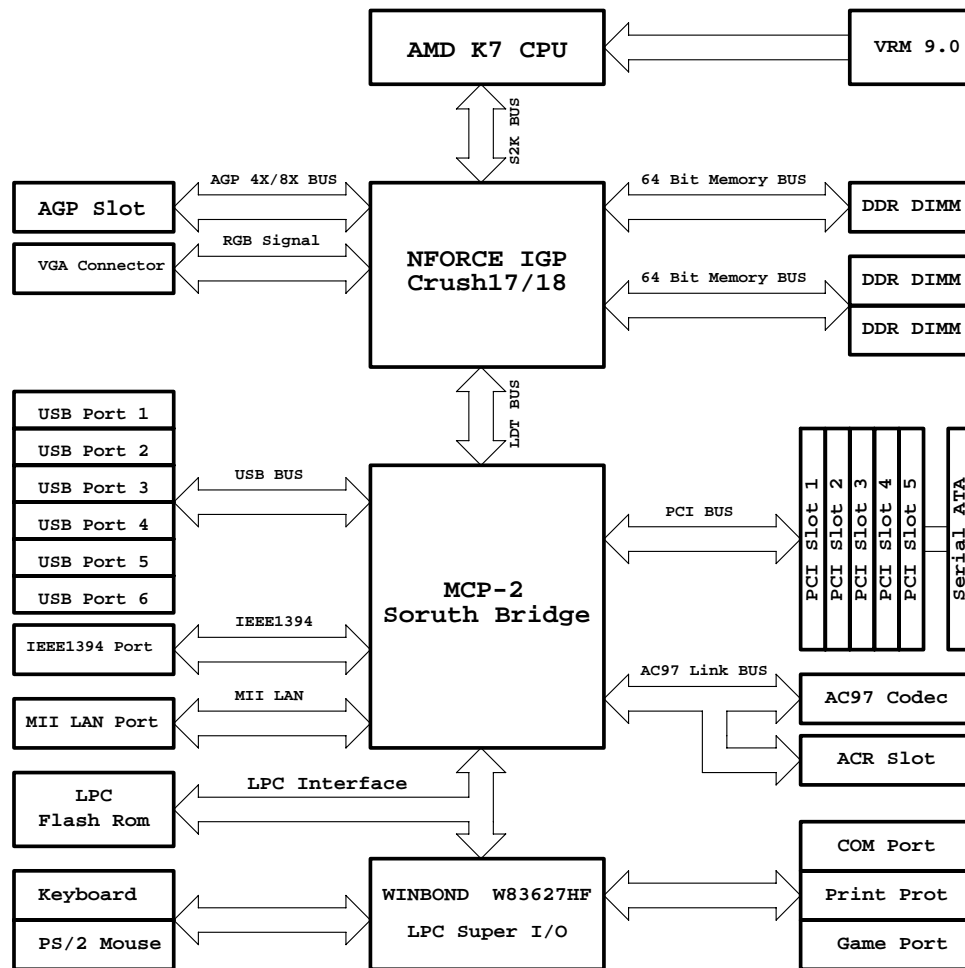 AMD K7 CPU
VRM 9.0
S2K BUS
AGP 4X/8X BUS
64 Bit Memory BUS
AGP Slot
DDR DIMM
RGB Signal
VGA Connector
NFORCE IGP
Crush17/18
64 Bit Memory BUS
DDR DIMM
DDR DIMM
LDT BUS
USB Port 1
USB Port 2
USB Port 3
USB Port 4
USB Port 5
USB Port 6
USB BUS
PCI BUS
PCI Slot 1
PCI Slot 2
PCI Slot 3
PCI Slot 4
PCI Slot 5
Serial ATA
MCP-2
Soruth Bridge
IEEE1394
IEEE1394 Port
MII LAN
MII LAN Port
AC97 Link BUS
AC97 Codec
ACR Slot
LPC Interface
LPC
Flash Rom
COM Port
Keyboard
PS/2 Mouse
WINBOND W83627HF
LPC Super I/O
Print Prot
Game Port